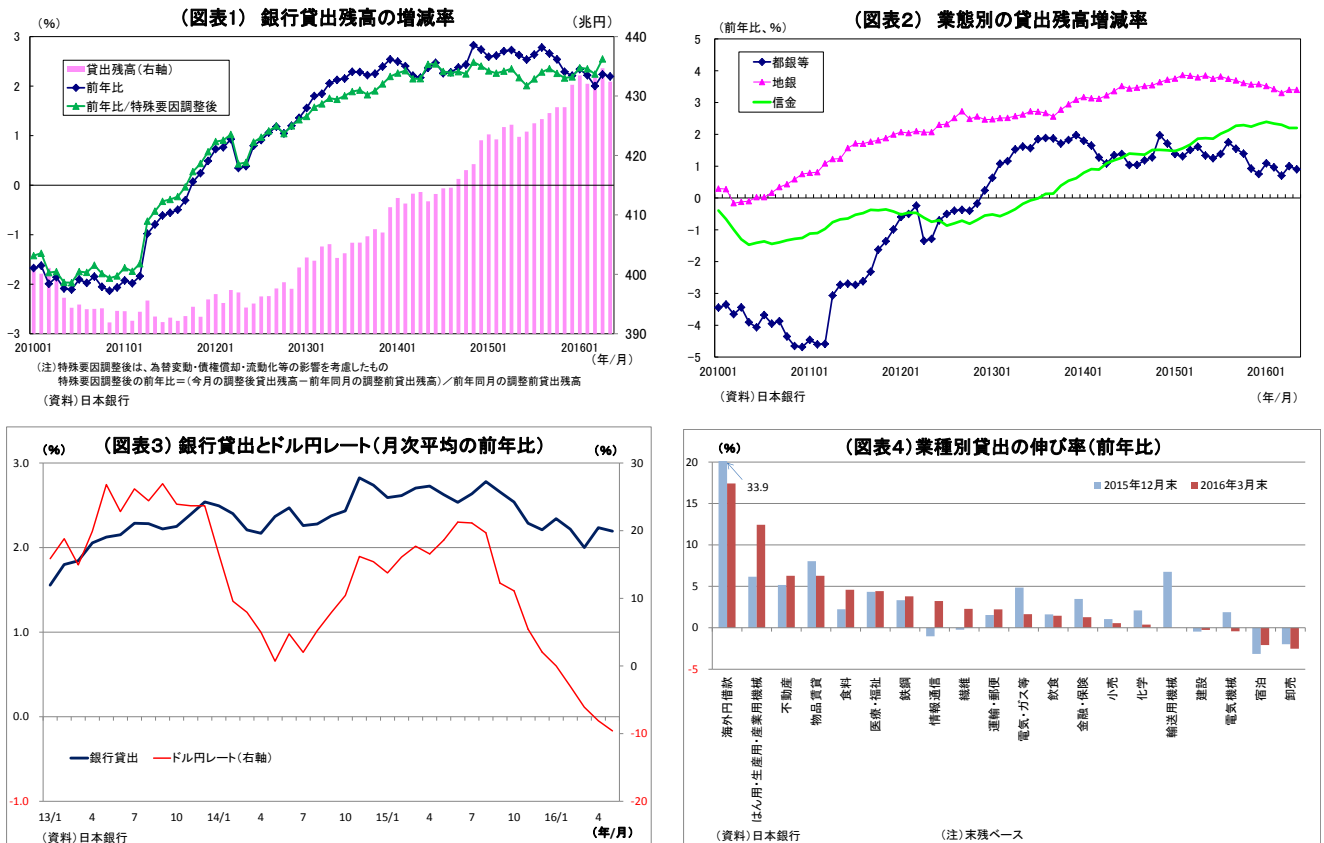 (図表1) 銀行貸出残高の増減率
(%)
(兆円)
貸出残高(右軸)
前年比
前年比/特殊要因調整後
3
2
1
0
-1
-2
-3
440
430
420
410
400
390
201001
201101
201201
201301
201401
201501
201601
(年/月)
(注)特殊要因調整後は、為替変動・債権償却・流動化等の影響を考慮したもの
特殊要因調整後の前年比=(今月の調整後貸出残高-前年同月の調整前貸出残高)/前年同月の調整前貸出残高
(資料)日本銀行
(図表2) 業態別の貸出残高増減率
(前年比、%)
都銀等
地銀
信金
5
4
3
2
1
0
-1
-2
-3
-4
-5
201001
201101
201201
201301
201401
201501
201601
(年/月)
(資料)日本銀行
(図表3) 銀行貸出とドル円レート(月次平均の前年比)
(%)
(%)
3.0
2.0
1.0
0.0
-1.0
30
20
10
0
-10
-20
銀行貸出
ドル円レート(右軸)
13/1
4
7
10
14/1
4
7
10
15/1
4
7
10
16/1
4
(年/月)
(資料)日本銀行
(図表4)業種別貸出の伸び率(前年比)
(%)
33.9
2015年12月末
2016年3月末
20
15
10
5
0
-5
海外円借款
はん用・生産用・産業用機械
不動産
物品賃貸
食料
医療・福祉
鉄鋼
情報通信
繊維
運輸・郵便
電気・ガス等
飲食
金融・保険
小売
化学
輸送用機械
建設
電気機械
宿泊
卸売
(資料)日本銀行
(注)末残ベース